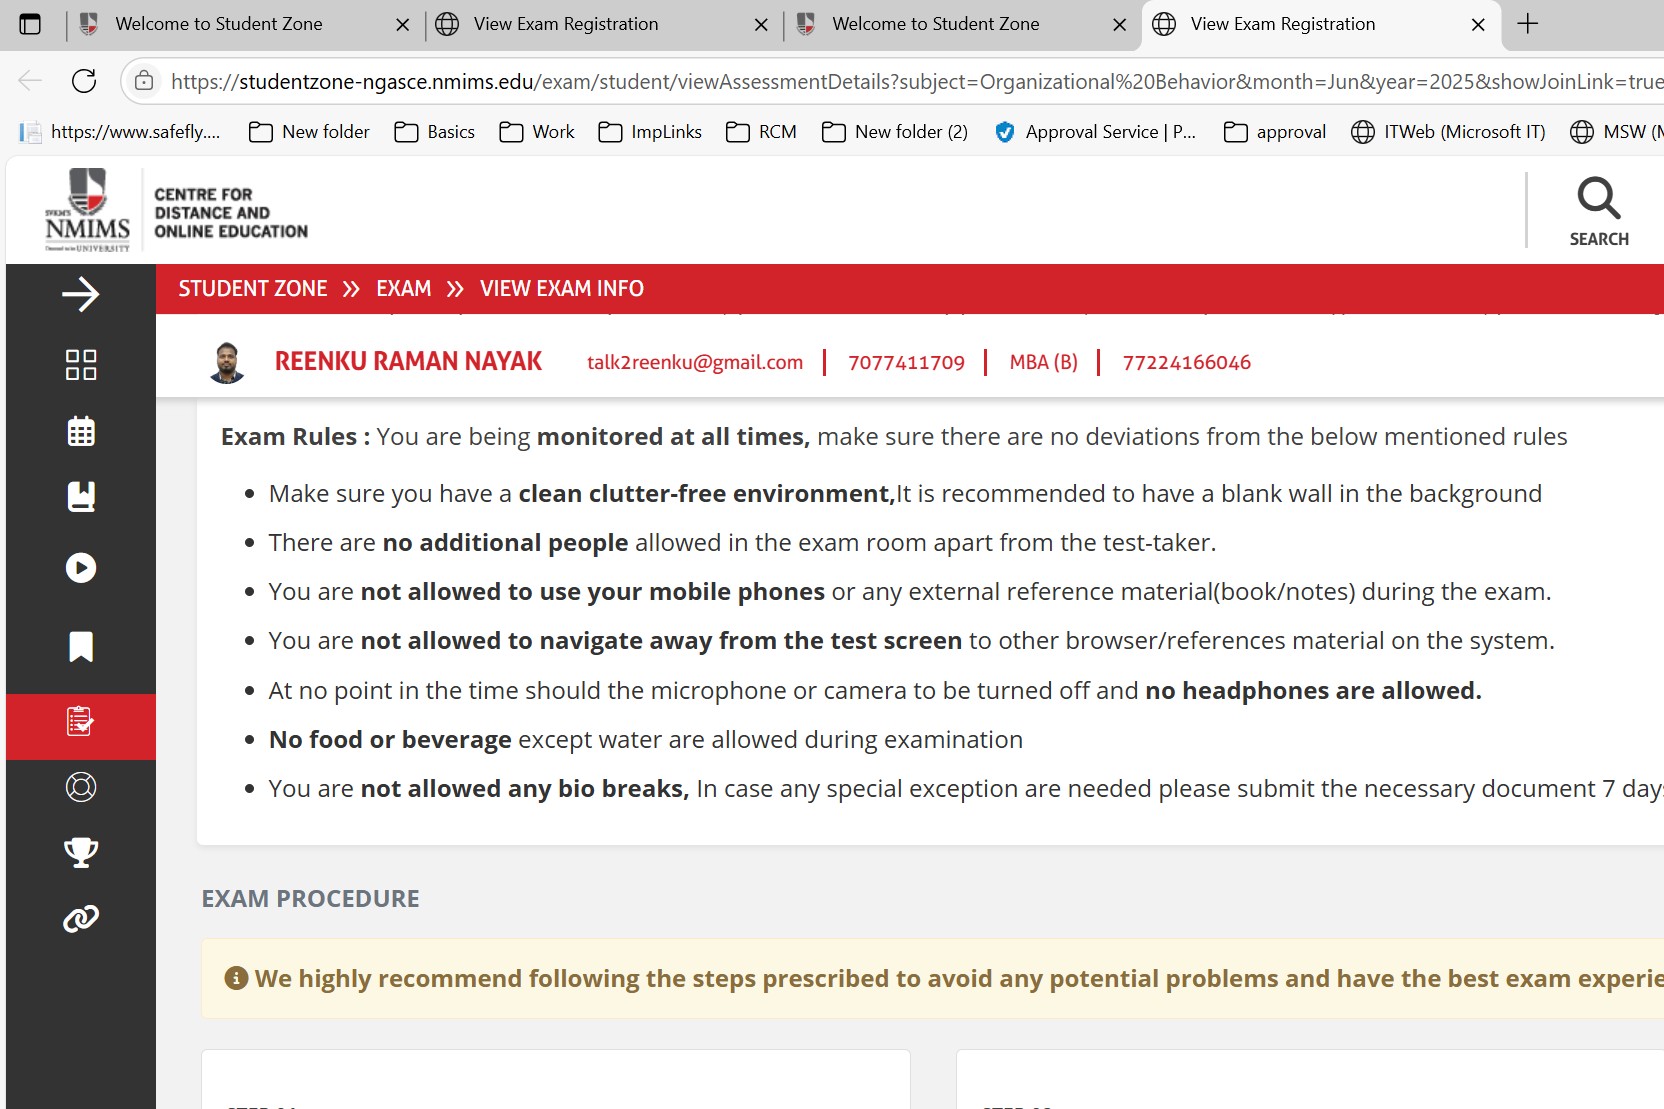 Welcome to Student Zone
View Exam Registration
Welcome to Student Zone
View Exam Registration
https://studentzone-ngasce.nmims.edu/exam/student/viewAssessmentDetails?subject=Organizational%20Behavior&month=Jun&year=2025&showJoinLink=true
https://www.safefly....
New folder
Basics
Work
ImpLinks
RCM
New folder (2)
Approval Service | P...
approval
ITWeb (Microsoft IT)
MSW (M
SVKM'S
NMIMS
Deemed to be UNIVERSITY
CENTRE FOR
DISTANCE AND
ONLINE EDUCATION
SEARCH
STUDENT ZONE » EXAM » VIEW EXAM INFO
REENKU RAMAN NAYAK talk2reenku@gmail.com | 7077411709 | MBA (B) | 77224166046
Exam Rules : You are being monitored at all times, make sure there are no deviations from the below mentioned rules
• Make sure you have a clean clutter-free environment,It is recommended to have a blank wall in the background
• There are no additional people allowed in the exam room apart from the test-taker.
• You are not allowed to use your mobile phones or any external reference material(book/notes) during the exam.
• You are not allowed to navigate away from the test screen to other browser/references material on the system.
• At no point in the time should the microphone or camera to be turned off and no headphones are allowed.
• No food or beverage except water are allowed during examination
• You are not allowed any bio breaks, In case any special exception are needed please submit the necessary document 7 days
EXAM PROCEDURE
We highly recommend following the steps prescribed to avoid any potential problems and have the best exam experie